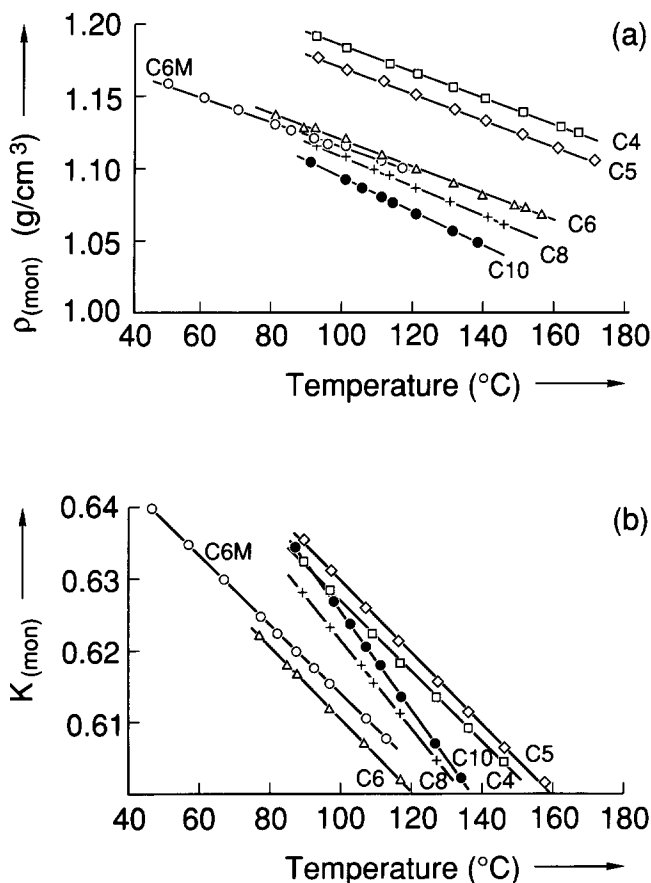 (a)
1.20
1.15
1.10
1.05
1.00
ρ(mon) (g/cm³)
C6M
C4
C5
C6
C8
C10
40 60 80 100 120 140 160 180
Temperature (°C)
(b)
0.64
0.63
0.62
0.61
K(mon)
C6M
C5
C10
C6 C8 C4
40 60 80 100 120 140 160 180
Temperature (°C)